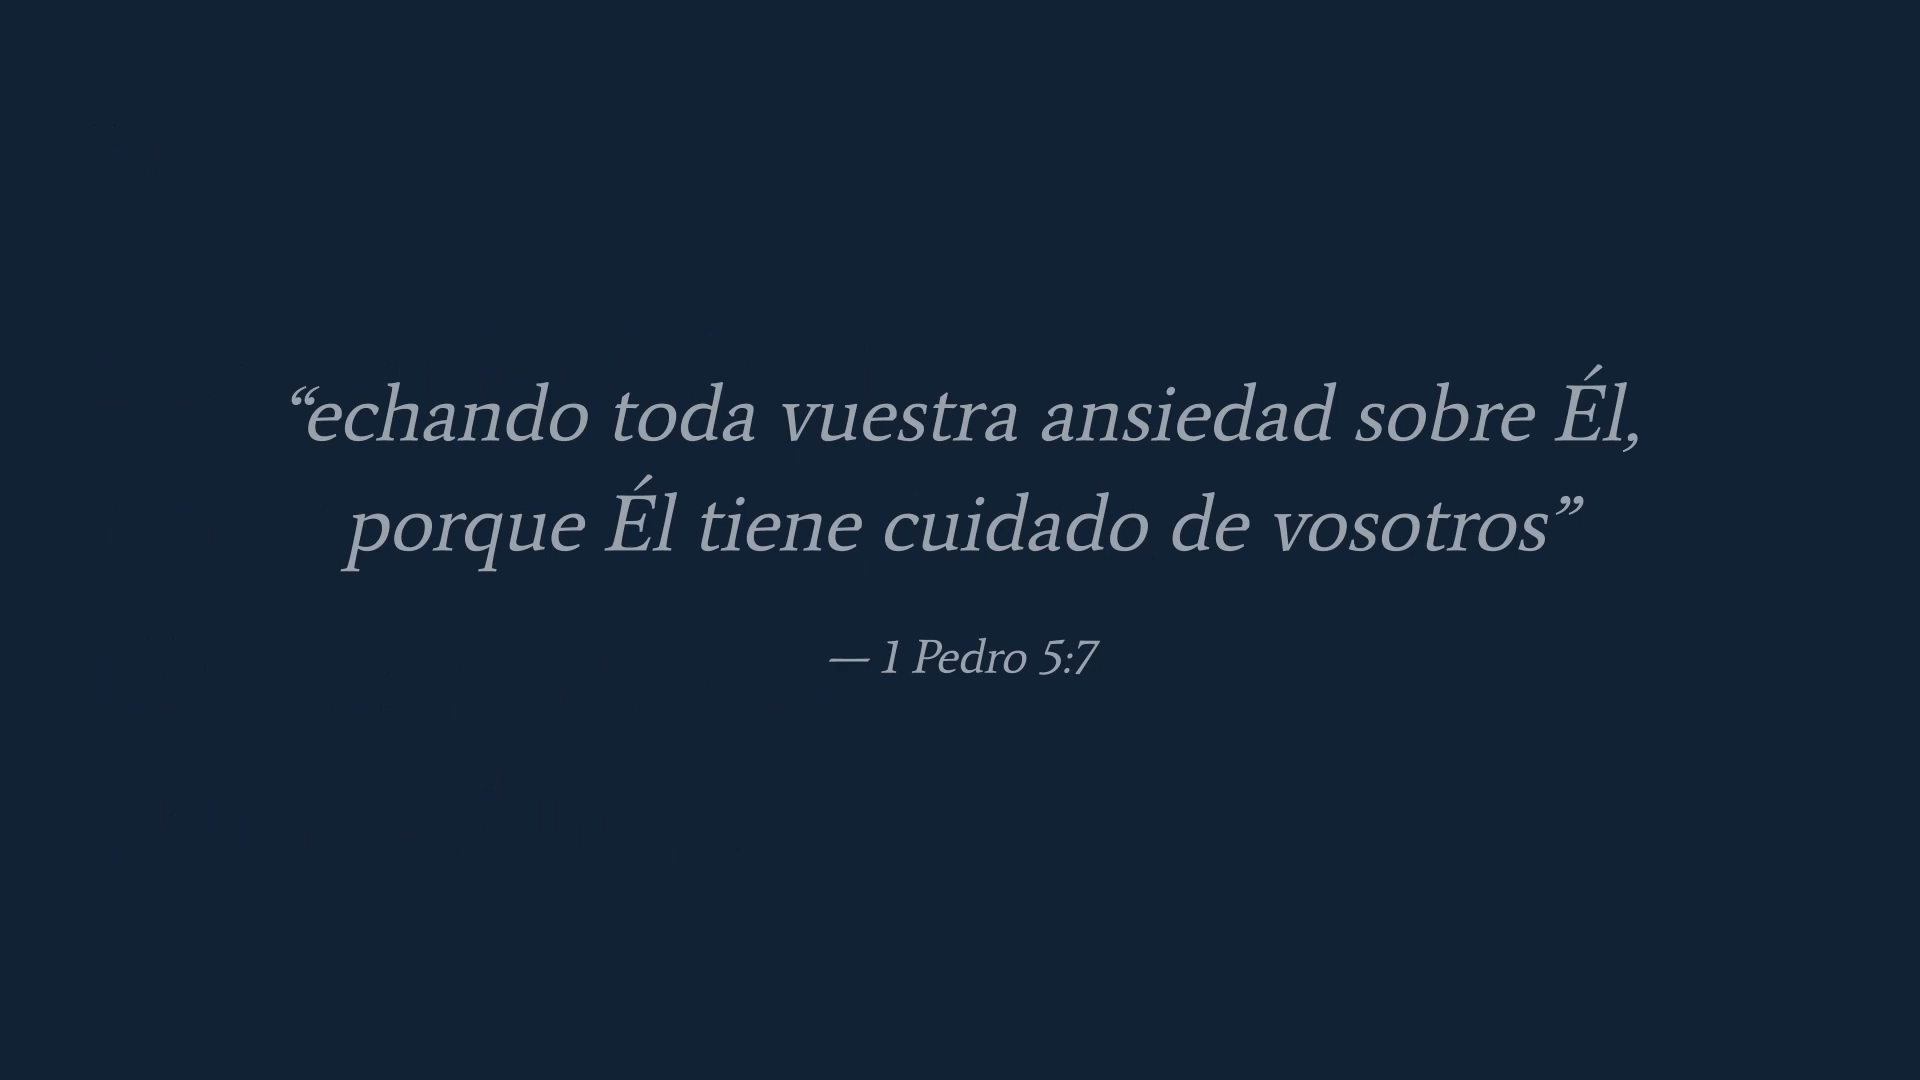 “echando toda vuestra ansiedad sobre Él,
porque Él tiene cuidado de vosotros”
— 1 Pedro 5:7